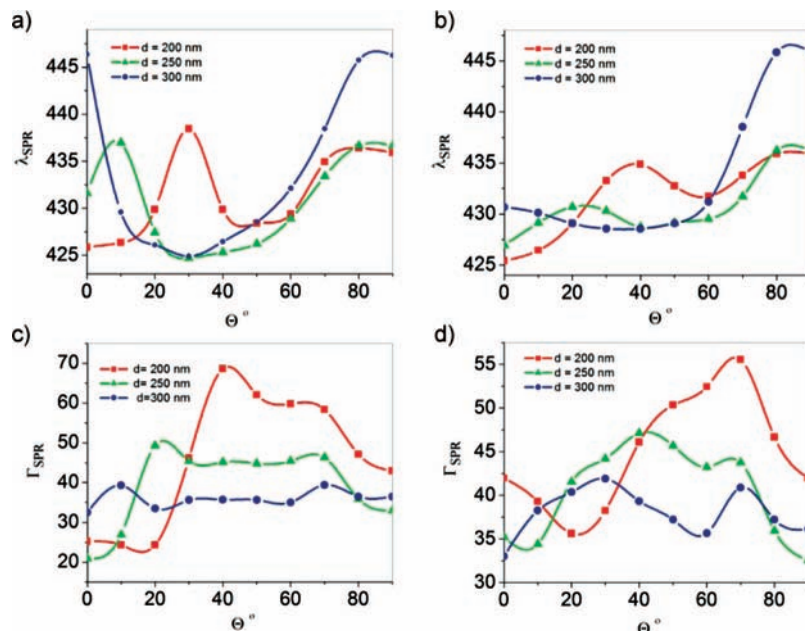 a)
d = 200 nm
d = 250 nm
d = 300 nm
445
440
435
430
425
λSPR
0 20 40 60 80
Θ°
b)
d = 200 nm
d = 250 nm
d = 300 nm
445
440
435
430
425
λSPR
0 20 40 60 80
Θ°
c)
d= 200 nm
d = 250 nm
d=300 nm
70
60
50
40
30
20
ΓSPR
0 20 40 60 80
Θ°
d)
d = 200 nm
d = 250 nm
d = 300 nm
55
50
45
40
35
30
ΓSPR
0 20 40 60 80
Θ°